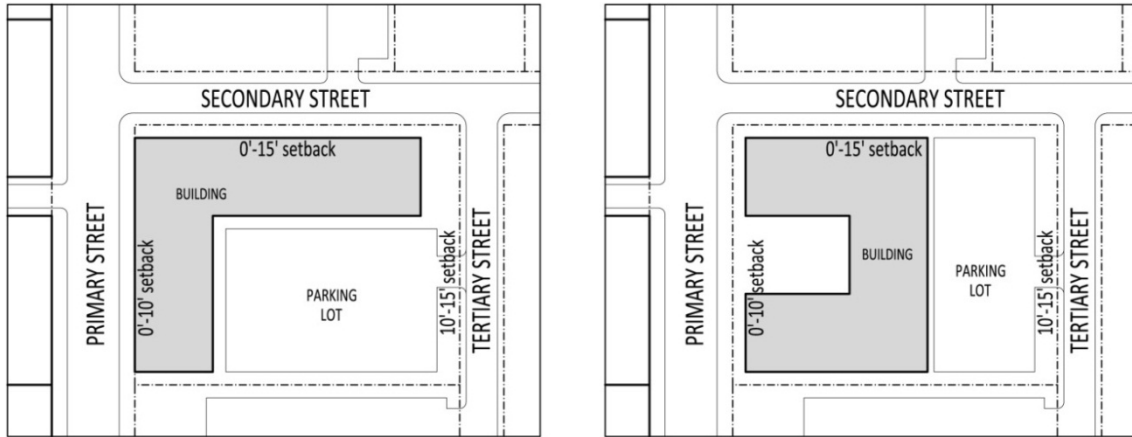 SECONDARY STREET
0'-15' setback
BUILDING
PRIMARY STREET
0'-10' setback
PARKING
LOT
10'-15' setback
TERTIARY STREET
SECONDARY STREET
0'-15' setback
PRIMARY STREET
0'-10' setback
BUILDING
PARKING
LOT
10'-15' setback
TERTIARY STREET